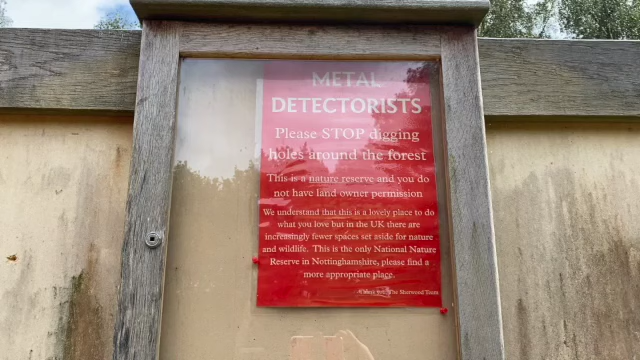 METAL
DETECTORISTS
Please STOP digging
holes around the forest
This is a nature reserve and you do
not have land owner permission
We understand that this is a lovely place to do
what you love but in the UK there are
increasingly fewer spaces set aside for nature
and wildlife. This is the only National Nature
Reserve in Nottinghamshire, please find a
more appropriate place.
The Sherwood Team